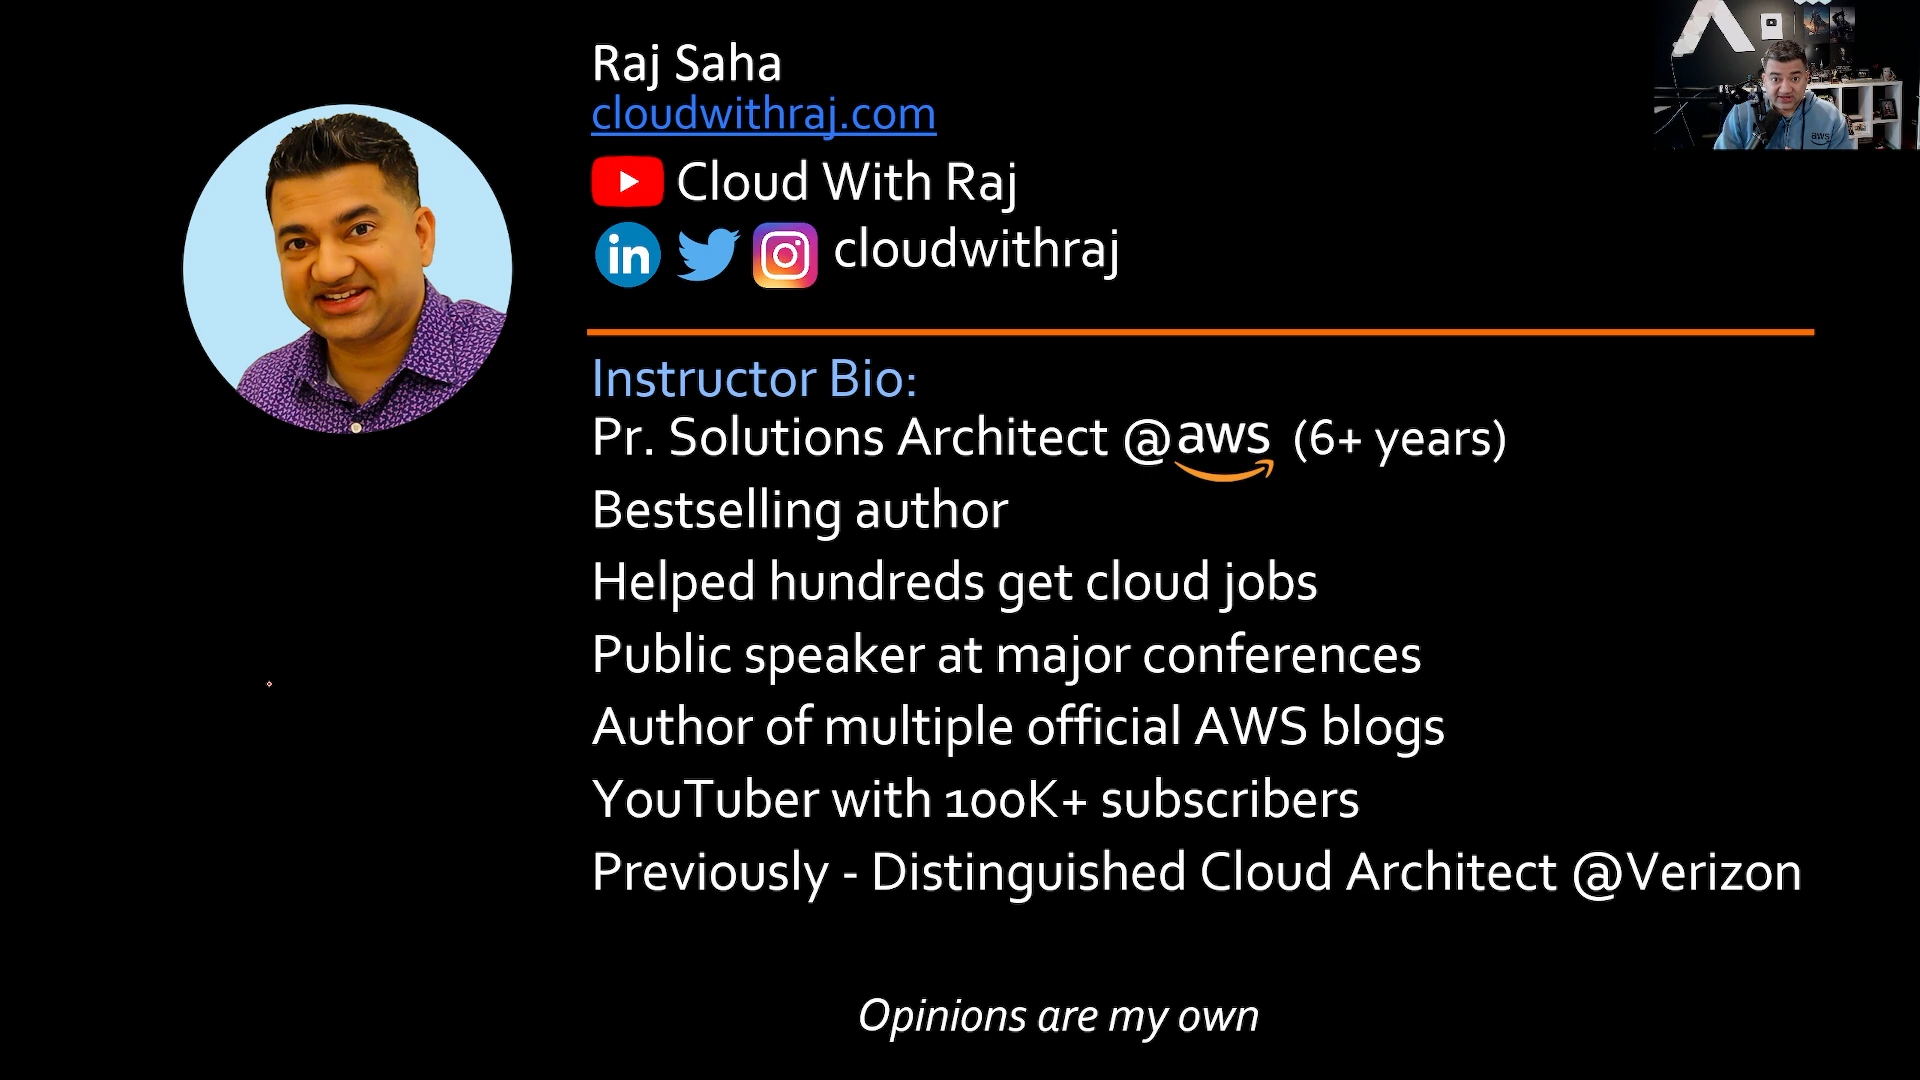 Raj Saha
cloudwithraj.com
Cloud With Raj
in cloudwithraj
Instructor Bio:
Pr. Solutions Architect @aws (6+ years)
Bestselling author
Helped hundreds get cloud jobs
Public speaker at major conferences
Author of multiple official AWS blogs
YouTuber with 100K+ subscribers
Previously - Distinguished Cloud Architect @Verizon
Opinions are my own
aws